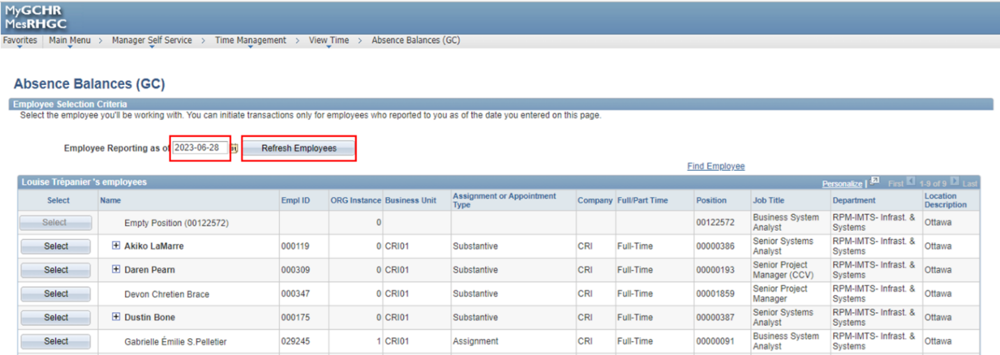 MyGCHR
MesRHGC
Favorites Main Menu > Manager Self Service > Time Management > View Time > Absence Balances (GC)
Absence Balances (GC)
Employee Selection Criteria
Select the employee you'll be working with. You can initiate transactions only for employees who reported to you as of the date you entered on this page.
Employee Reporting as of 2023-06-28 Refresh Employees
Find Employee
Louise Trépanier 's employees Personalize | First 1-9 of 9 Last
Select Name Empl ID ORG Instance Business Unit Assignment or Appointment Type Company Full/Part Time Position Job Title Department Location Description
Select Empty Position (00122572) 0 00122572 Business System Analyst RPM-IMTS- Infrast. & Systems Ottawa
Select Akiko LaMarre 000119 0 CRI01 Substantive CRI Full-Time 00000386 Senior Systems Analyst RPM-IMTS- Infrast. & Systems Ottawa
Select Daren Pearn 000309 0 CRI01 Substantive CRI Full-Time 00000193 Senior Project Manager (CCV) RPM-IMTS- Infrast. & Systems Ottawa
Select Devon Chretien Brace 000347 0 CRI01 Substantive CRI Full-Time 00001859 Senior Project Manager RPM-IMTS- Infrast. & Systems Ottawa
Select Dustin Bone 000175 0 CRI01 Substantive CRI Full-Time 00000387 Senior Systems Analyst RPM-IMTS- Infrast. & Systems Ottawa
Select Gabrielle Émilie S.Pelletier 029245 1 CRI01 Assignment CRI Full-Time 00000091 Business System Analyst RPM-IMTS- Infrast. & Systems Ottawa